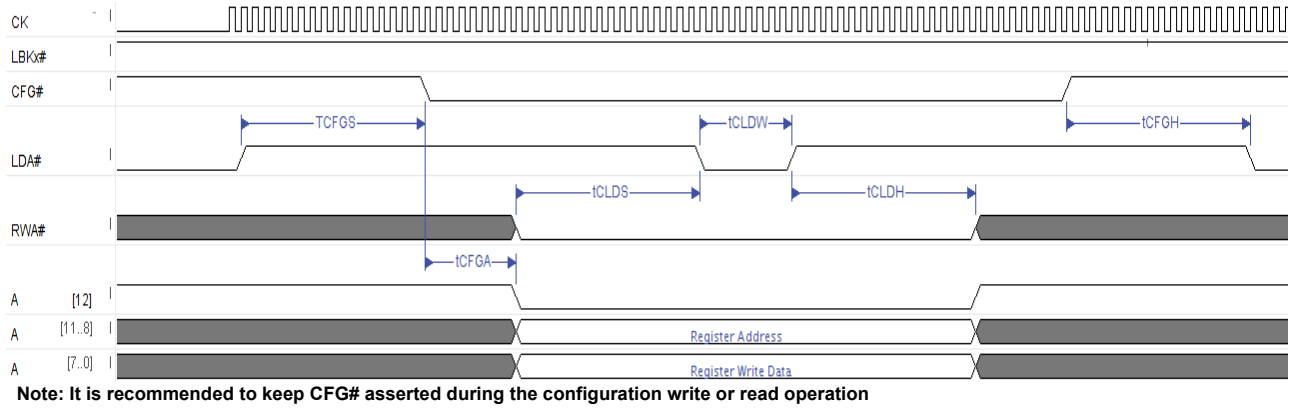 CK
LBKx#
CFG#
TCFGS
tCLDW
tCFGH
LDA#
tCLDS
tCLDH
RWA#
tCFGA
A [12]
A [11..8] Register Address
A [7..0] Register Write Data
Note: It is recommended to keep CFG# asserted during the configuration write or read operation